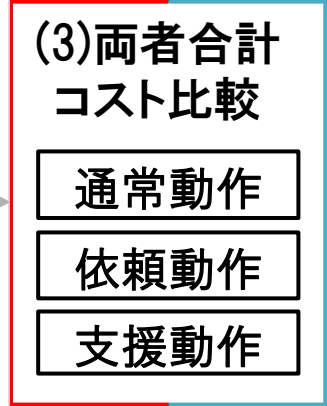 (3)両者合計
コスト比較
通常動作
依頼動作
支援動作